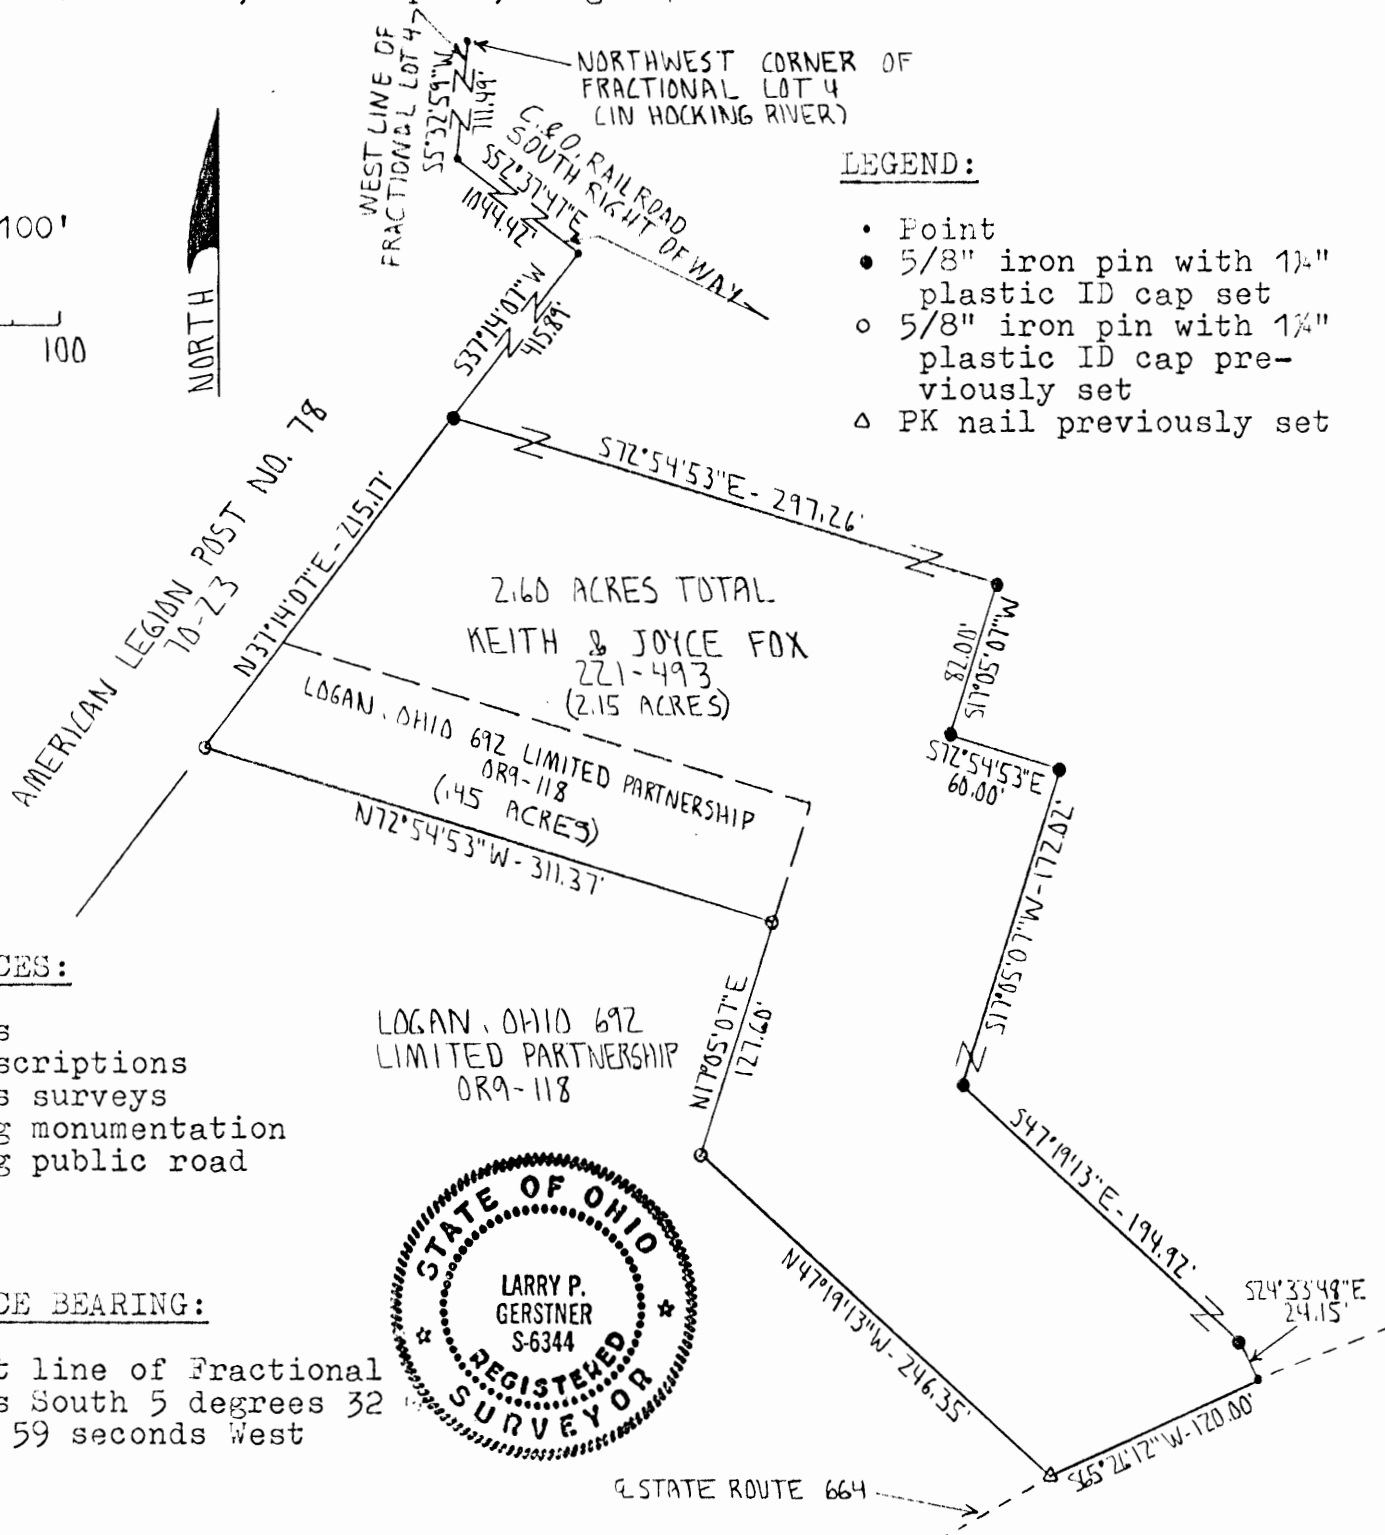 WEST LINE OF
FRACTIONAL LOT 4
S5°32'59"W
711.49'
NORTHWEST CORNER OF
FRACTIONAL LOT 4
(IN HOCKING RIVER)
C.&O. RAILROAD
SOUTH RIGHT OF WAY
S52°37'47"E
1044.42'
S37°14'07"W
415.89'
100'
100
NORTH
LEGEND:
Point
5/8" iron pin with 1¼"
plastic ID cap set
5/8" iron pin with 1¼"
plastic ID cap pre-
viously set
PK nail previously set
AMERICAN LEGION POST NO. 78
70-23
N37°14'07"E - 215.17'
S72°54'53"E - 297.26'
2.60 ACRES TOTAL
KEITH & JOYCE FOX
221-493
(2.15 ACRES)
LOGAN, OHIO 692 LIMITED PARTNERSHIP
OR9-118
(.45 ACRES)
N72°54'53"W - 311.37'
S17°05'07"W
82.00'
S72°54'53"E
60.00'
S17°05'07"W - 172.02'
N17°05'07"E
127.60'
LOGAN, OHIO 692
LIMITED PARTNERSHIP
OR9-118
CES:
s
scriptions
s surveys
g monumentation
g public road
STATE OF OHIO
LARRY P.
GERSTNER
S-6344
REGISTERED
SURVEYOR
CE BEARING:
t line of Fractional
s South 5 degrees 32
59 seconds West
S47°19'13"E - 194.92'
S24°33'48"E
24.15'
N47°19'13"W - 246.35'
S65°26'12"W - 120.00'
℄ STATE ROUTE 664